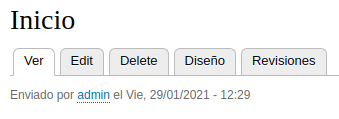 Inicio
Ver Edit Delete Diseño Revisiones
Enviado por admin el Vie, 29/01/2021 - 12:29